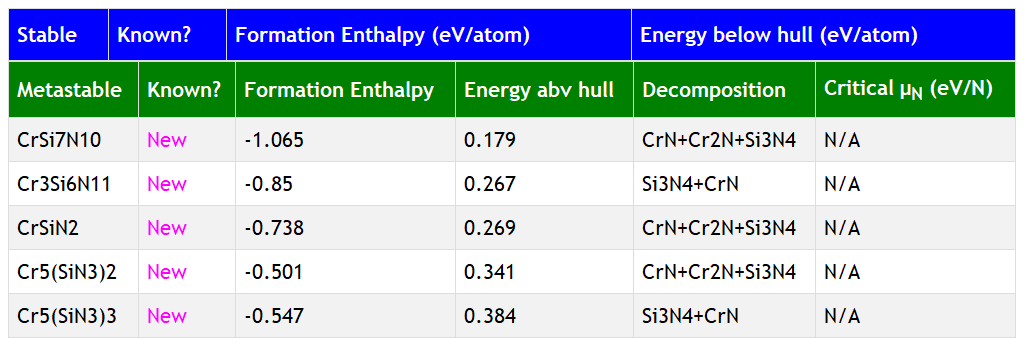 Stable Known? Formation Enthalpy (eV/atom) Energy below hull (eV/atom)
Metastable Known? Formation Enthalpy Energy abv hull Decomposition Critical μN (eV/N)
CrSi7N10 New -1.065 0.179 CrN+Cr2N+Si3N4 N/A
Cr3Si6N11 New -0.85 0.267 Si3N4+CrN N/A
CrSiN2 New -0.738 0.269 CrN+Cr2N+Si3N4 N/A
Cr5(SiN3)2 New -0.501 0.341 CrN+Cr2N+Si3N4 N/A
Cr5(SiN3)3 New -0.547 0.384 Si3N4+CrN N/A